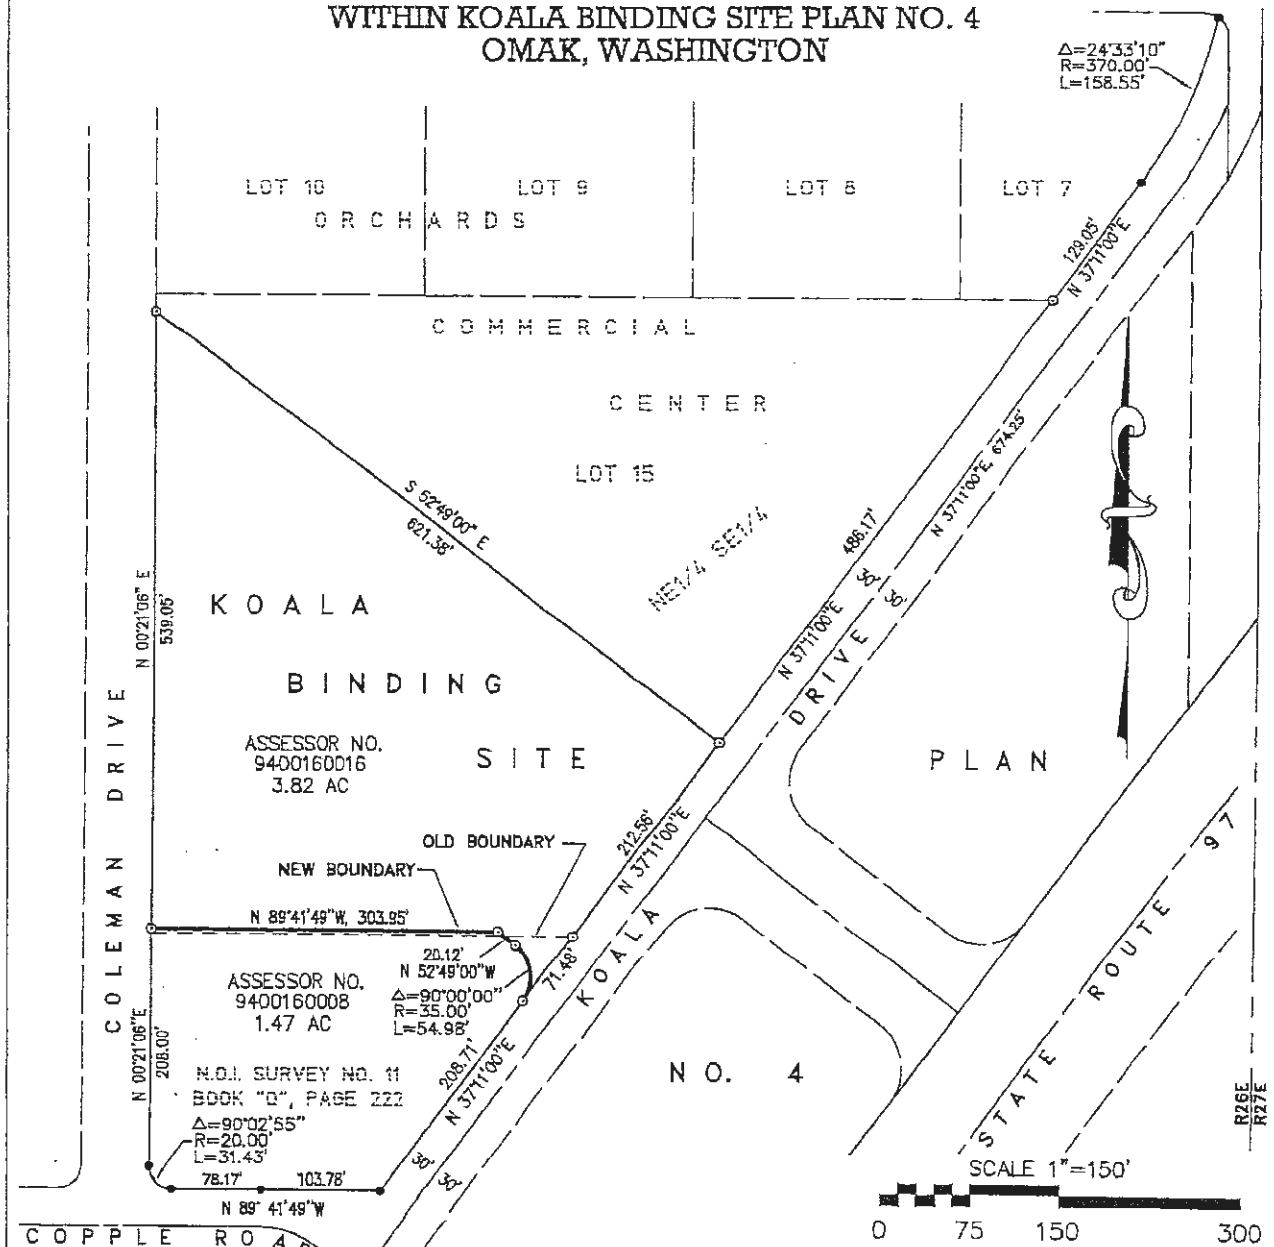 WITHIN KOALA BINDING SITE PLAN NO. 4
OMAK, WASHINGTON
Δ=24°33'10"
R=370.00'
L=158.55'
LOT 10
LOT 9
LOT 8
LOT 7
ORCHARDS
129.05'
N 37°11'00"E
COMMERCIAL
CENTER
LOT 15
S 52°49'00" E
621.38'
NE1/4 SE1/4
486.17'
N 37°11'00"E
N 37°11'00"E, 674.25'
30'
30'
N 00°21'06" E
539.05'
KOALA
BINDING
SITE
PLAN
NO. 4
COLEMAN DRIVE
KOALA DRIVE
ASSESSOR NO.
9400160016
3.82 AC
OLD BOUNDARY
NEW BOUNDARY
212.56'
N 37°11'00"E
N 89°41'49"W, 303.95'
20.12'
N 52°49'00"W
Δ=90°00'00"
R=35.00'
L=54.98'
71.48'
ASSESSOR NO.
9400160008
1.47 AC
N 00°21'06"E
208.00'
N.O.I. SURVEY NO. 11
BOOK "Q", PAGE 222
Δ=90°02'55"
R=20.00'
L=31.43'
208.71'
N 37°11'00"E
30'
30'
78.17'
103.78'
N 89° 41'49"W
COPPLE ROAD
STATE ROUTE 97
R26E
R27E
SCALE 1"=150'
0 75 150 300